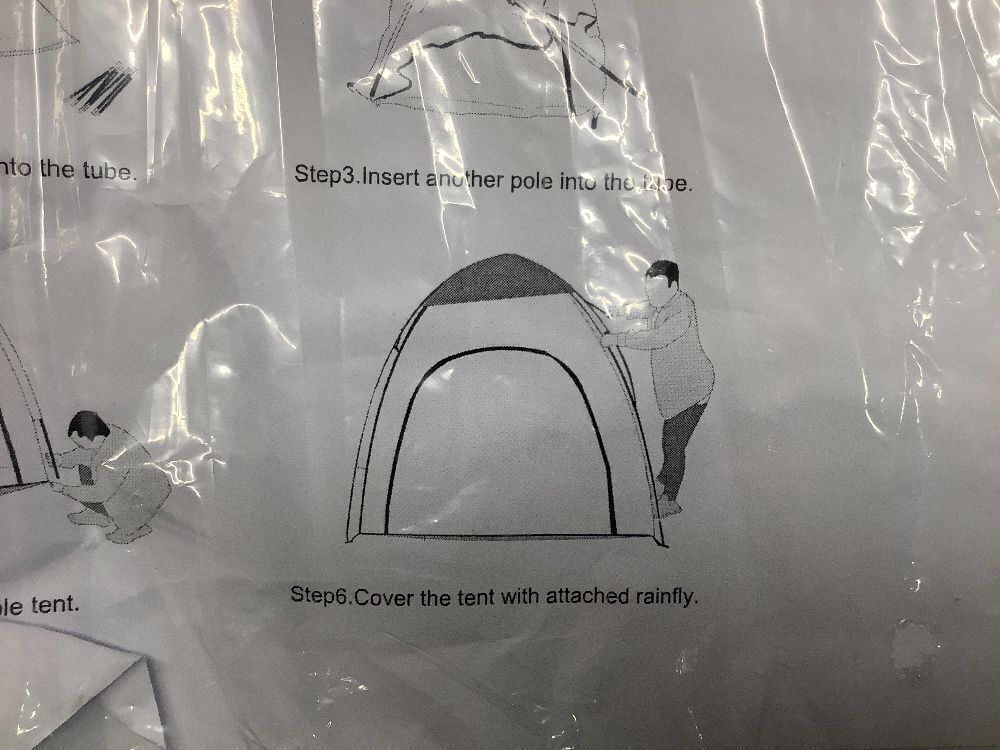 nto the tube.
Step3.Insert another pole into the tube.
le tent.
Step6.Cover the tent with attached rainfly.